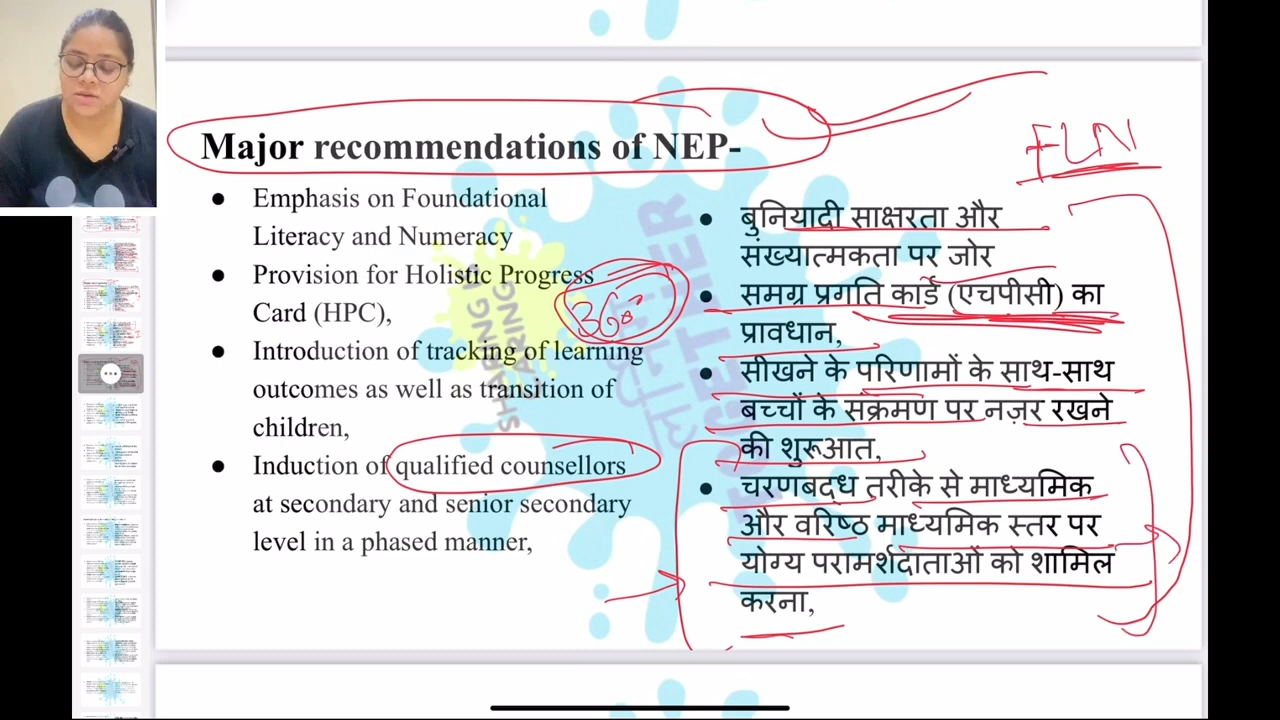 Major recommendations of NEP-
FLN
● Emphasis on Foundational
Literacy and Numeracy
● Provision for Holistic Progress
Card (HPC),
360°
● Introduction of tracking of learning
outcomes as well as transition of
children,
● Induction of qualified counsellors
at secondary and senior secondary
level in a phased manner,
● बुनियादी साक्षरता और
संख्यात्मकता पर जोर
● समग्र प्रगति कार्ड (एचपीसी) का
प्रावधान,
● सीखने के परिणामों के साथ-साथ
बच्चों के संक्रमण पर नज़र रखने
की शुरूआत,
● चरणबद्ध तरीके से माध्यमिक
और वरिष्ठ माध्यमिक स्तर पर
योग्य परामर्शदाताओं को शामिल
करना,